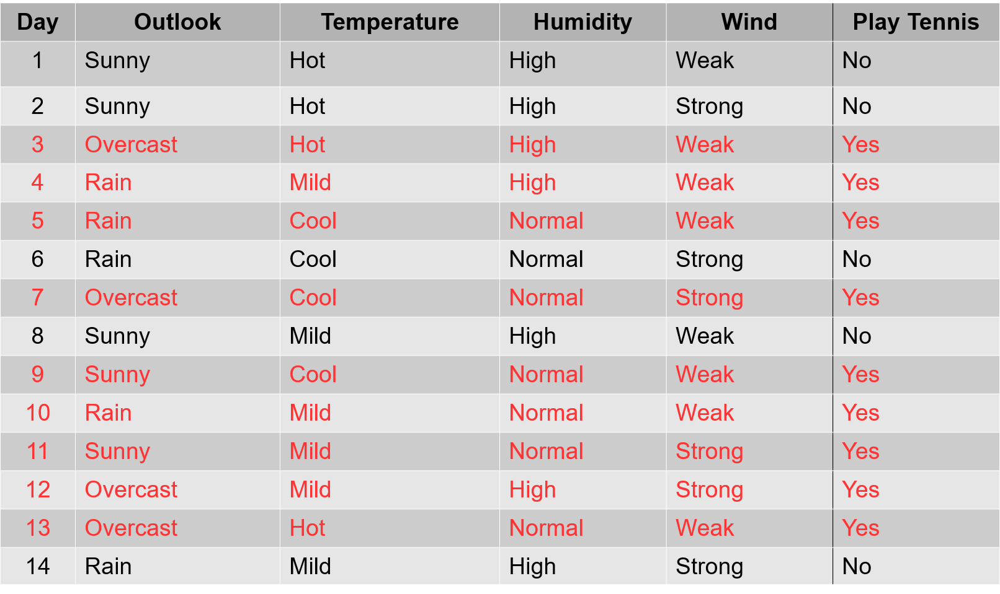 Day Outlook Temperature Humidity Wind Play Tennis
1 Sunny Hot High Weak No
2 Sunny Hot High Strong No
3 Overcast Hot High Weak Yes
4 Rain Mild High Weak Yes
5 Rain Cool Normal Weak Yes
6 Rain Cool Normal Strong No
7 Overcast Cool Normal Strong Yes
8 Sunny Mild High Weak No
9 Sunny Cool Normal Weak Yes
10 Rain Mild Normal Weak Yes
11 Sunny Mild Normal Strong Yes
12 Overcast Mild High Strong Yes
13 Overcast Hot Normal Weak Yes
14 Rain Mild High Strong No